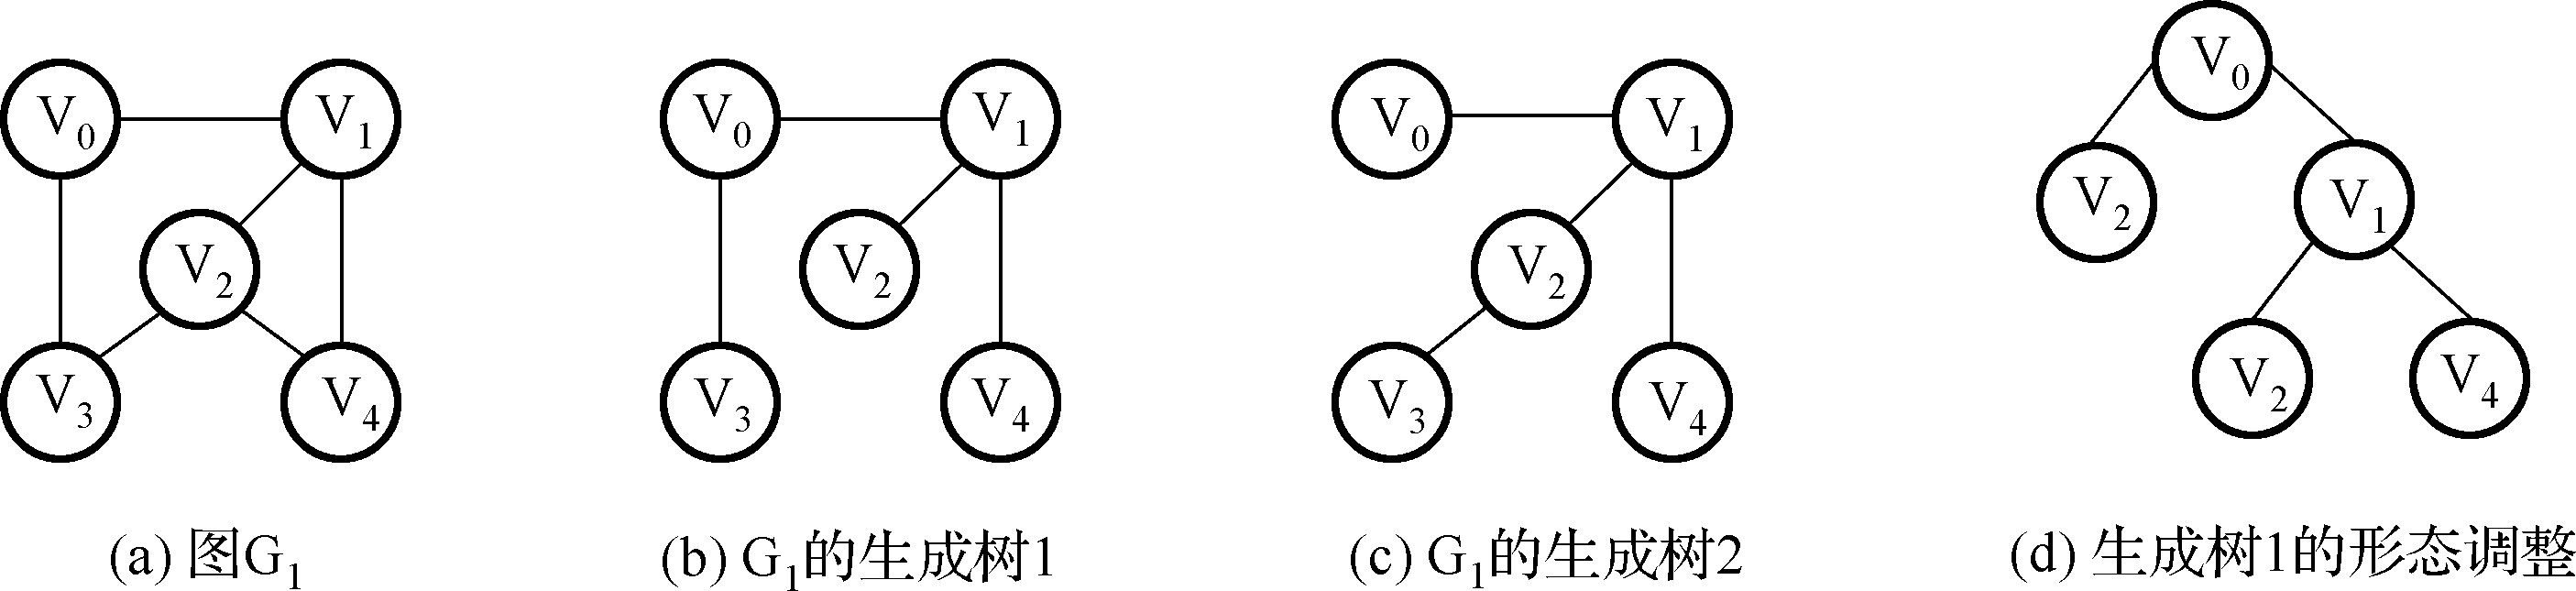 V0 V1 V2 V3 V4
(a) 图G1
V0 V1 V2 V3 V4
(b) G1的生成树1
V0 V1 V2 V3 V4
(c) G1的生成树2
V0
V2 V1
V2 V4
(d) 生成树1的形态调整